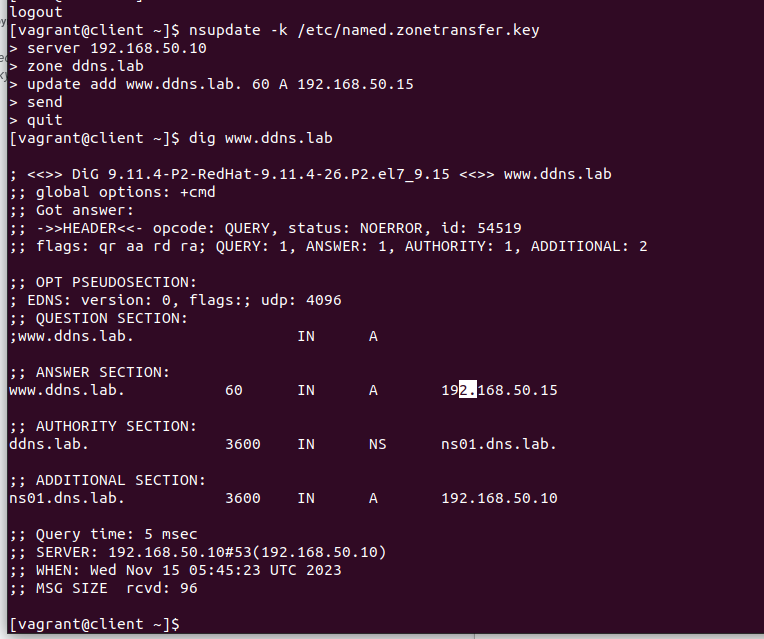 logout
[vagrant@client ~]$ nsupdate -k /etc/named.zonetransfer.key
> server 192.168.50.10
> zone ddns.lab
> update add www.ddns.lab. 60 A 192.168.50.15
> send
> quit
[vagrant@client ~]$ dig www.ddns.lab

; <<>> DiG 9.11.4-P2-RedHat-9.11.4-26.P2.el7_9.15 <<>> www.ddns.lab
;; global options: +cmd
;; Got answer:
;; ->>HEADER<<- opcode: QUERY, status: NOERROR, id: 54519
;; flags: qr aa rd ra; QUERY: 1, ANSWER: 1, AUTHORITY: 1, ADDITIONAL: 2

;; OPT PSEUDOSECTION:
; EDNS: version: 0, flags:; udp: 4096
;; QUESTION SECTION:
;www.ddns.lab. IN A

;; ANSWER SECTION:
www.ddns.lab. 60 IN A 192.168.50.15

;; AUTHORITY SECTION:
ddns.lab. 3600 IN NS ns01.dns.lab.

;; ADDITIONAL SECTION:
ns01.dns.lab. 3600 IN A 192.168.50.10

;; Query time: 5 msec
;; SERVER: 192.168.50.10#53(192.168.50.10)
;; WHEN: Wed Nov 15 05:45:23 UTC 2023
;; MSG SIZE rcvd: 96

[vagrant@client ~]$